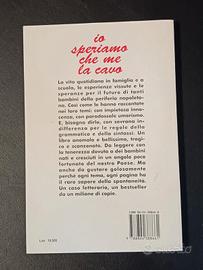 io
speriamo
che me
la cavo
La vita quotidiana in famiglia e a
scuola, le esperienze vissute e le
speranze per il futuro di tanti
bambini della periferia napoleta-
na. Così come le hanno raccontate
nei loro temi: con impietosa inno-
cenza, con paradossale umorismo.
E, bisogna dirlo, con sovrana in-
differenza per le regole della
grammatica e della sintassi. Un
libro anomalo e bellissimo, tragi-
co e scanzonato. Da leggere con
la tenerezza dovuta a dei bambini
nati e cresciuti in un angolo poco
fortunato del nostro Paese. Ma
anche da gustare golosamente
perché ogni tema, ogni pagina ha
il raro sapore della spontaneità.
Un caso letterario, un bestseller
da un milione di copie.